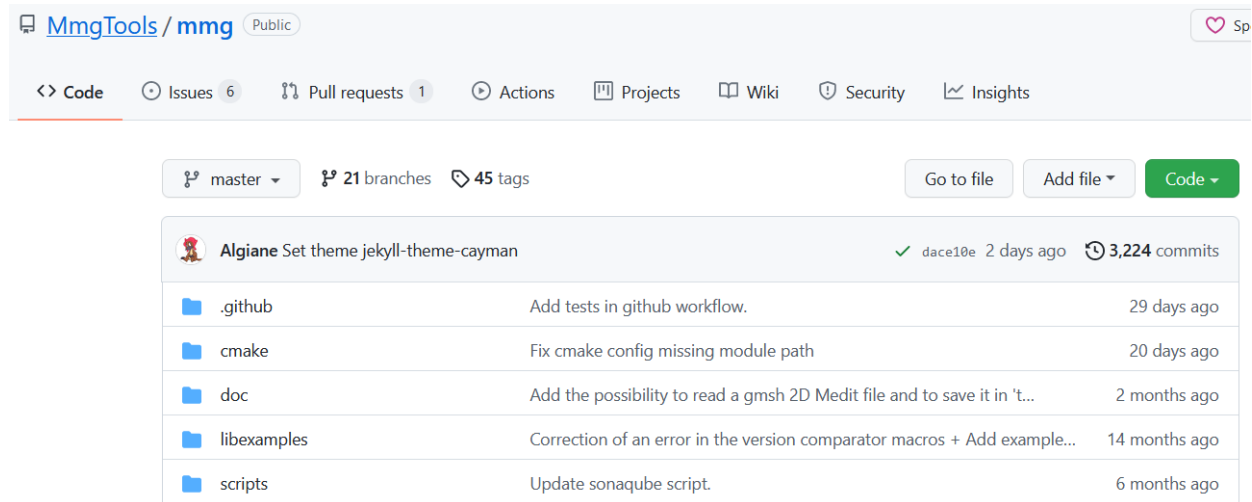 MmgTools / mmg Public
Code Issues 6 Pull requests 1 Actions Projects Wiki Security Insights
master 21 branches 45 tags Go to file Add file Code
Algiane Set theme jekyll-theme-cayman dace10e 2 days ago 3,224 commits
.github Add tests in github workflow. 29 days ago
cmake Fix cmake config missing module path 20 days ago
doc Add the possibility to read a gmsh 2D Medit file and to save it in 't... 2 months ago
libexamples Correction of an error in the version comparator macros + Add example... 14 months ago
scripts Update sonaqube script. 6 months ago